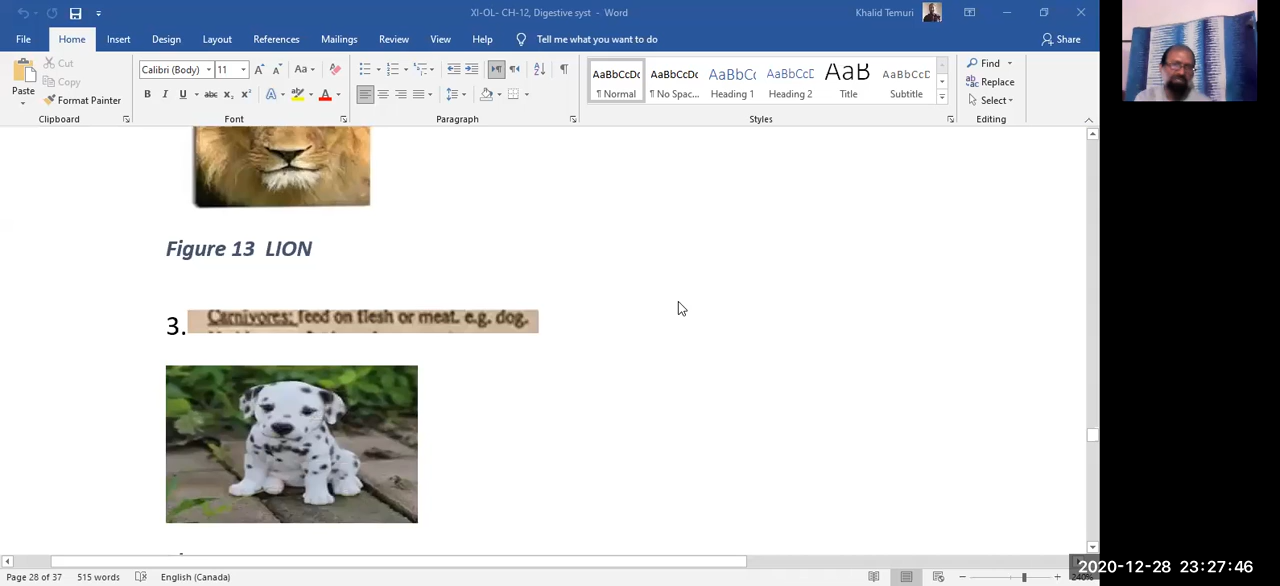 XI-OL- CH-12, Digestive syst - Word
Khalid Temuri
File Home Insert Design Layout References Mailings Review View Help Tell me what you want to do
Share
Paste
Cut
Copy
Format Painter
Clipboard
Calibri (Body) 11
Font
Paragraph
AaBbCcDc
¶ Normal
AaBbCcDc
¶ No Spac...
AaBbCc
Heading 1
AaBbCcD
Heading 2
AaB
Title
AaBbCcD
Subtitle
Styles
Find
Replace
Select
Editing
Figure 13 LION
3.
Carnivores: feed on flesh or meat. e.g. dog.
Page 28 of 37 515 words English (Canada)
240%
2020-12-28 23:27:46